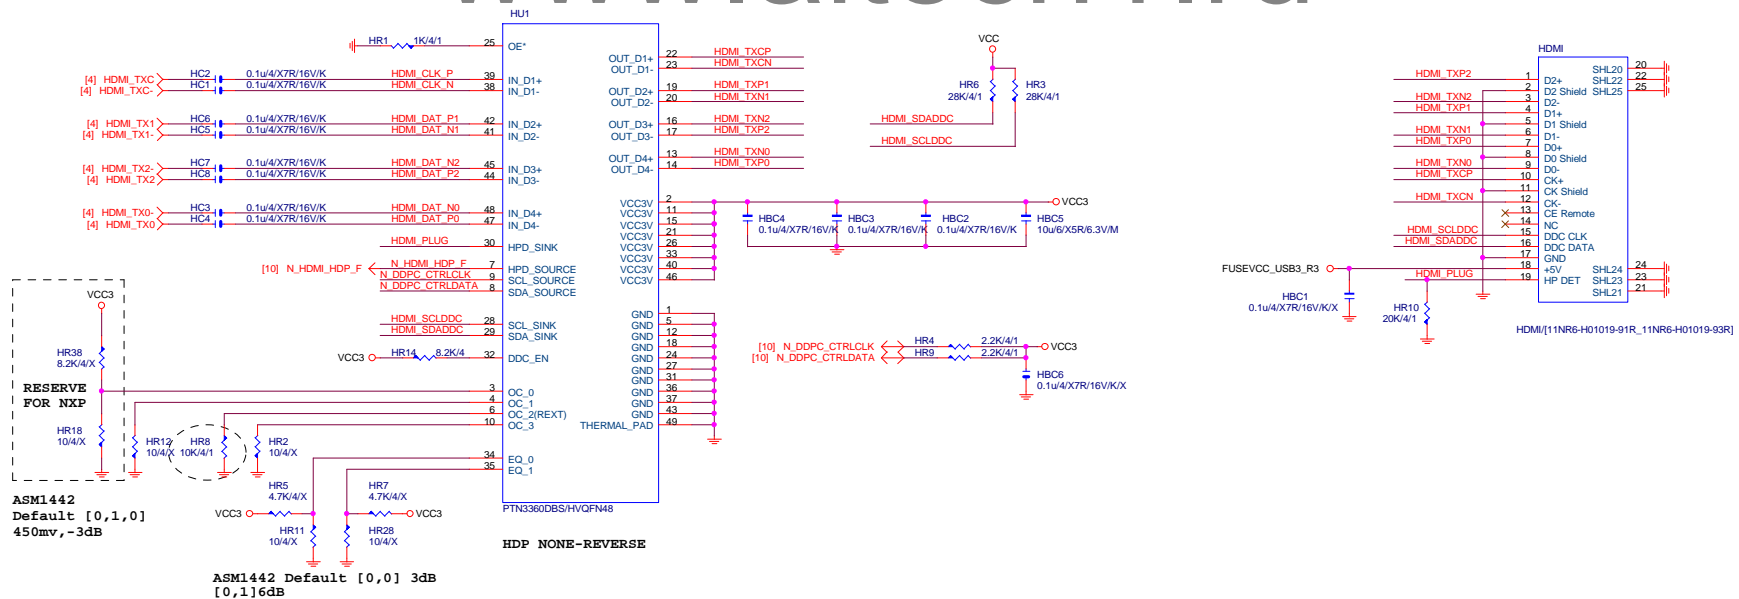 HU1
HR1 1K/4/1 25 OE*
[4] HDMI_TXC HC2 0.1u/4/X7R/16V/K HDMI_CLK_P 39 IN_D1+
[4] HDMI_TXC- HC1 0.1u/4/X7R/16V/K HDMI_CLK_N 38 IN_D1-
[4] HDMI_TX1 HC6 0.1u/4/X7R/16V/K HDMI_DAT_P1 42 IN_D2+
[4] HDMI_TX1- HC5 0.1u/4/X7R/16V/K HDMI_DAT_N1 41 IN_D2-
[4] HDMI_TX2- HC7 0.1u/4/X7R/16V/K HDMI_DAT_N2 45 IN_D3+
[4] HDMI_TX2 HC8 0.1u/4/X7R/16V/K HDMI_DAT_P2 44 IN_D3-
[4] HDMI_TX0- HC3 0.1u/4/X7R/16V/K HDMI_DAT_N0 48 IN_D4+
[4] HDMI_TX0 HC4 0.1u/4/X7R/16V/K HDMI_DAT_P0 47 IN_D4-
HDMI_PLUG 30 HPD_SINK
[10] N_HDMI_HDP_F N_HDMI_HDP_F 7 HPD_SOURCE
N_DDPC_CTRLCLK 9 SCL_SOURCE
N_DDPC_CTRLDATA 8 SDA_SOURCE
HDMI_SCLDDC 28 SCL_SINK
HDMI_SDADDC 29 SDA_SINK
VCC3 HR14 8.2K/4 32 DDC_EN
3 OC_0
4 OC_1
6 OC_2(REXT)
10 OC_3
34 EQ_0
35 EQ_1
OUT_D1+ 22 HDMI_TXCP
OUT_D1- 23 HDMI_TXCN
OUT_D2+ 19 HDMI_TXP1
OUT_D2- 20 HDMI_TXN1
OUT_D3+ 16 HDMI_TXN2
OUT_D3- 17 HDMI_TXP2
OUT_D4+ 13 HDMI_TXN0
OUT_D4- 14 HDMI_TXP0
VCC3V 2
VCC3V 11
VCC3V 15
VCC3V 21
VCC3V 26
VCC3V 33
VCC3V 40
VCC3V 46
GND 1
GND 5
GND 12
GND 18
GND 24
GND 27
GND 31
GND 36
GND 37
GND 43
THERMAL_PAD 49
PTN3360DBS/HVQFN48
HDP NONE-REVERSE
VCC3
HR38
8.2K/4/X
RESERVE
FOR NXP
HR18
10/4/X
HR12
10/4/X
HR8
10K/4/1
HR2
10/4/X
ASM1442
Default [0,1,0]
450mv,-3dB
HR5
4.7K/4/X
VCC3
HR7
4.7K/4/X
VCC3
HR11
10/4/X
HR28
10/4/X
ASM1442 Default [0,0] 3dB
[0,1]6dB
VCC
HR6
28K/4/1
HR3
28K/4/1
HDMI_SDADDC
HDMI_SCLDDC
VCC3
HBC4
0.1u/4/X7R/16V/K
HBC3
0.1u/4/X7R/16V/K
HBC2
0.1u/4/X7R/16V/K
HBC5
10u/6/X5R/6.3V/M
[10] N_DDPC_CTRLCLK HR4 2.2K/4/1 VCC3
[10] N_DDPC_CTRLDATA HR9 2.2K/4/1
HBC6
0.1u/4/X7R/16V/K/X
HDMI
HDMI_TXP2 1 D2+
2 D2 Shield
HDMI_TXN2 3 D2-
HDMI_TXP1 4 D1+
5 D1 Shield
HDMI_TXN1 6 D1-
HDMI_TXP0 7 D0+
8 D0 Shield
HDMI_TXN0 9 D0-
HDMI_TXCP 10 CK+
11 CK Shield
HDMI_TXCN 12 CK-
13 CE Remote
14 NC
HDMI_SCLDDC 15 DDC CLK
HDMI_SDADDC 16 DDC DATA
17 GND
FUSEVCC_USB3_R3 18 +5V
HDMI_PLUG 19 HP DET
SHL20 20
SHL22 22
SHL25 25
SHL24 24
SHL23 23
SHL21 21
HBC1
0.1u/4/X7R/16V/K/X
HR10
20K/4/1
HDMI/[11NR6-H01019-91R_11NR6-H01019-93R]